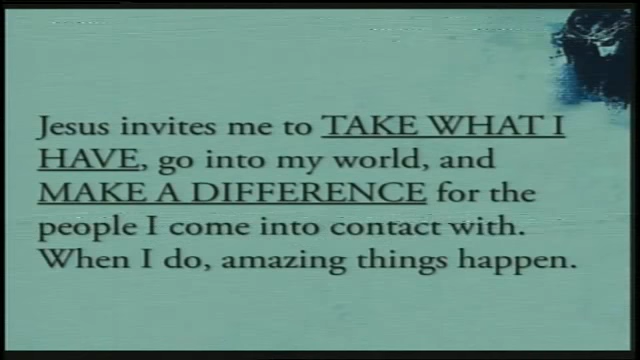 Jesus invites me to TAKE WHAT I
HAVE, go into my world, and
MAKE A DIFFERENCE for the
people I come into contact with.
When I do, amazing things happen.